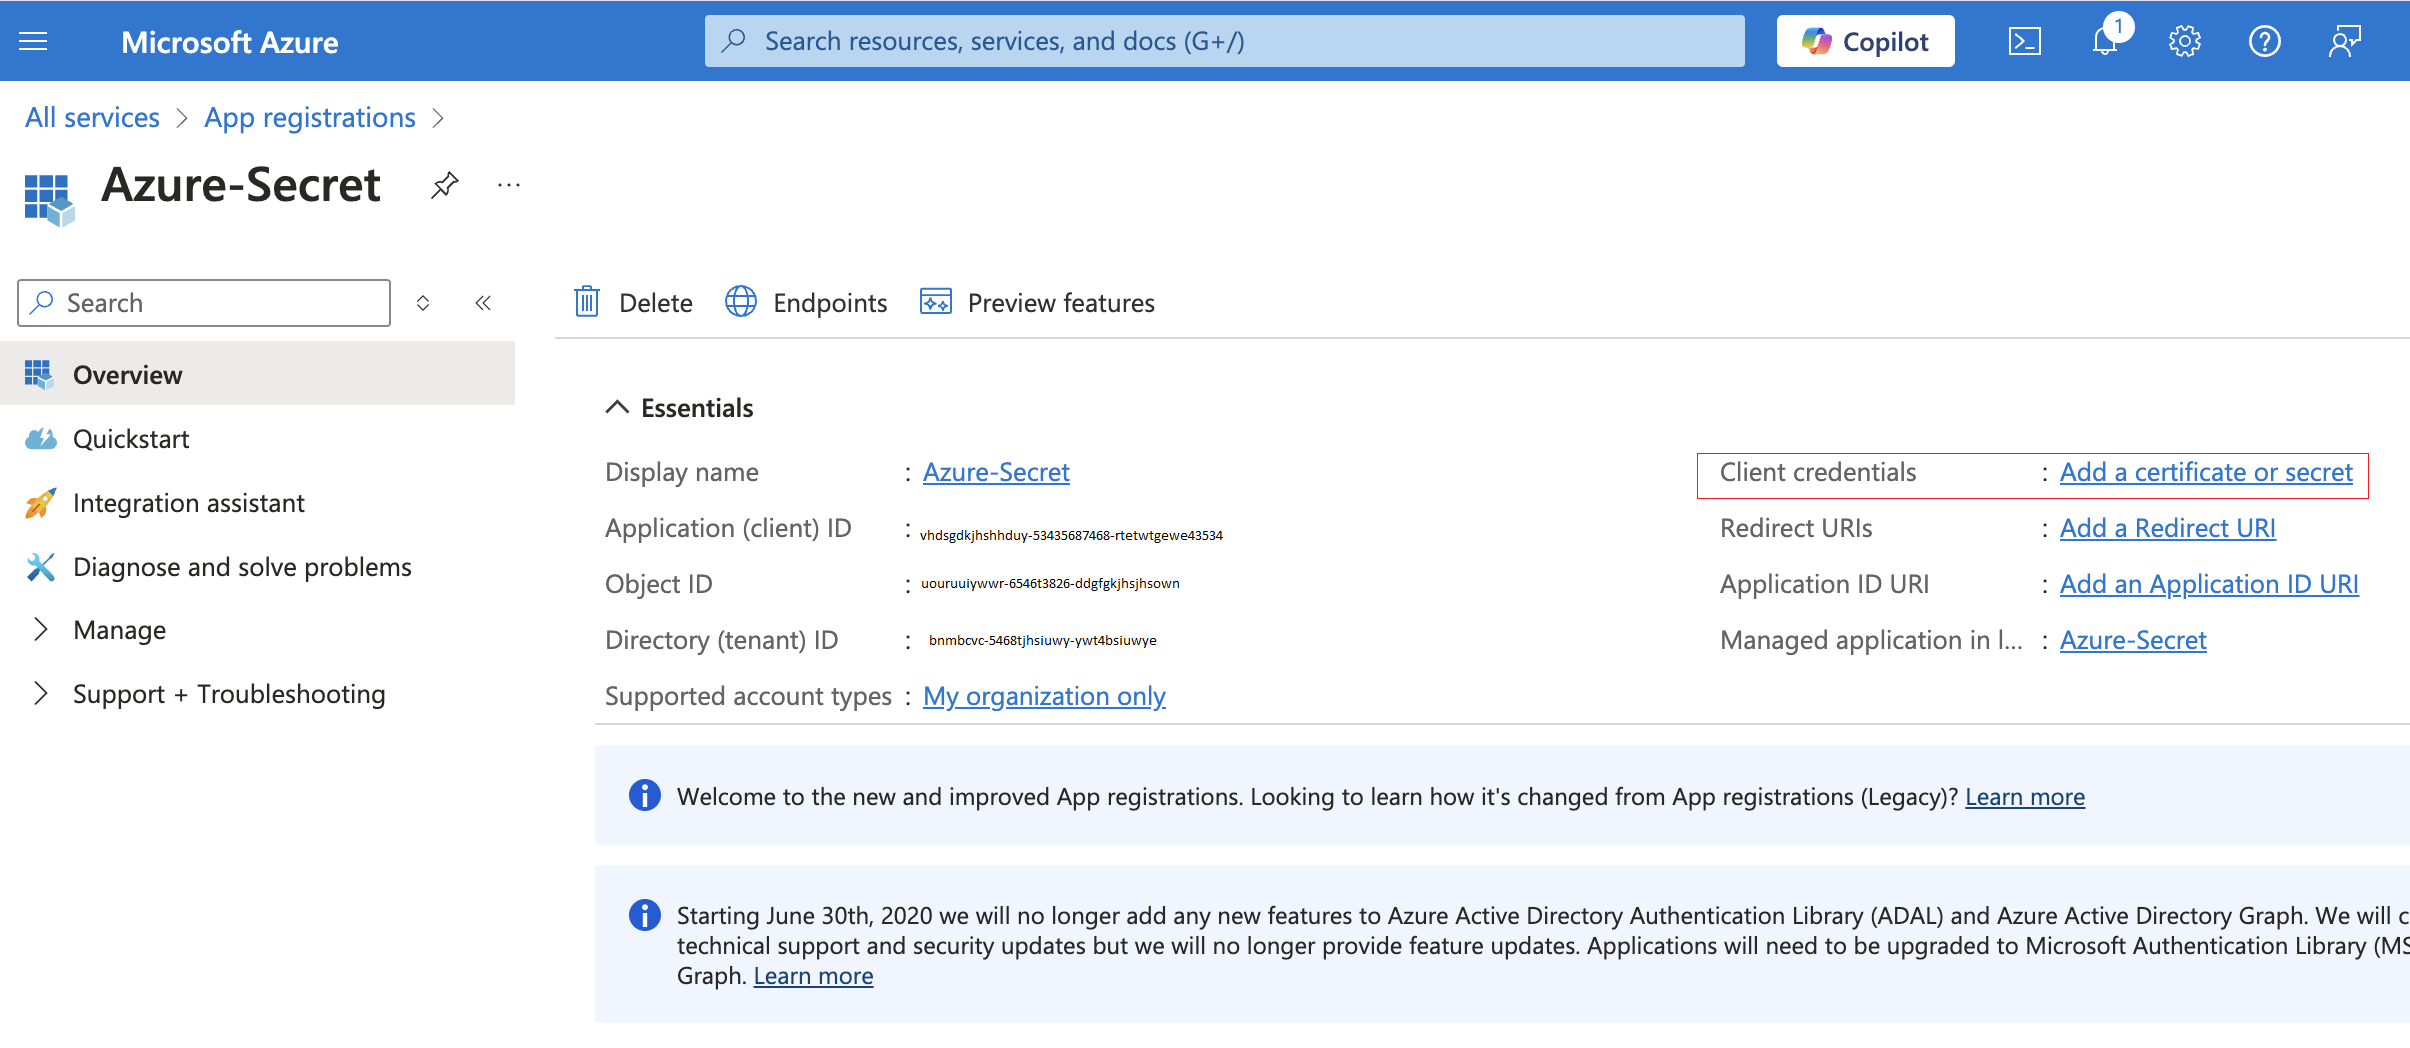 Microsoft Azure
Search resources, services, and docs (G+/)
Copilot
1
All services > App registrations >
Azure-Secret
...
Search
Delete
Endpoints
Preview features
Overview
Quickstart
Integration assistant
Diagnose and solve problems
Manage
Support + Troubleshooting
Essentials
Display name : Azure-Secret
Application (client) ID : vhdsgdkjhshhduy-53435687468-rtetwtgewe43534
Object ID : uouruuiywwr-6546t3826-ddgfgkjhsjhsown
Directory (tenant) ID : bnmbcvc-5468tjhsiuwy-ywt4bsiuwye
Supported account types : My organization only
Client credentials : Add a certificate or secret
Redirect URIs : Add a Redirect URI
Application ID URI : Add an Application ID URI
Managed application in l... : Azure-Secret
Welcome to the new and improved App registrations. Looking to learn how it's changed from App registrations (Legacy)? Learn more
Starting June 30th, 2020 we will no longer add any new features to Azure Active Directory Authentication Library (ADAL) and Azure Active Directory Graph. We will c
technical support and security updates but we will no longer provide feature updates. Applications will need to be upgraded to Microsoft Authentication Library (MS
Graph. Learn more